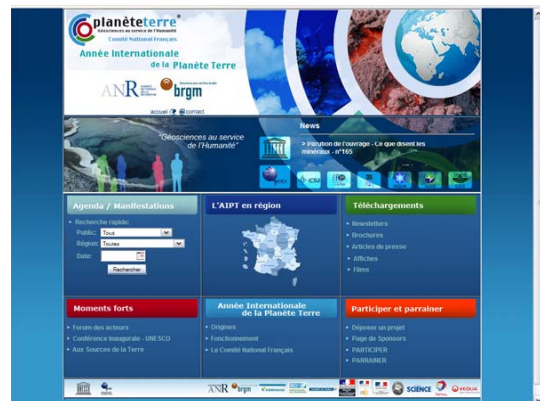 planèteterre
Géosciences au service de l'Humanité
Comité National Français
Année Internationale
de la Planète Terre
ANR
brgm
accueil
contact
"Géosciences au service
de l'Humanité"
News
> Parution de l'ouvrage - Ce que disent les
minéraux - n°165
Agenda / Manifestations
Recherche rapide:
Public: Tous
Région: Toutes
Date:
Rechercher
L'AIPT en région
Téléchargements
Newsletters
Brochures
Articles de presse
Affiches
Films
Moments forts
Forum des acteurs
Conférence inaugurale - UNESCO
Aux Sources de la Terre
Année Internationale
de la Planète Terre
Origines
Fonctionnement
Le Comité National Français
Participer et parrainer
Déposer un projet
Page de Sponsors
PARTICIPER
PARRAINER
ANR brgm SCIENCE TOTAL VEOLIA